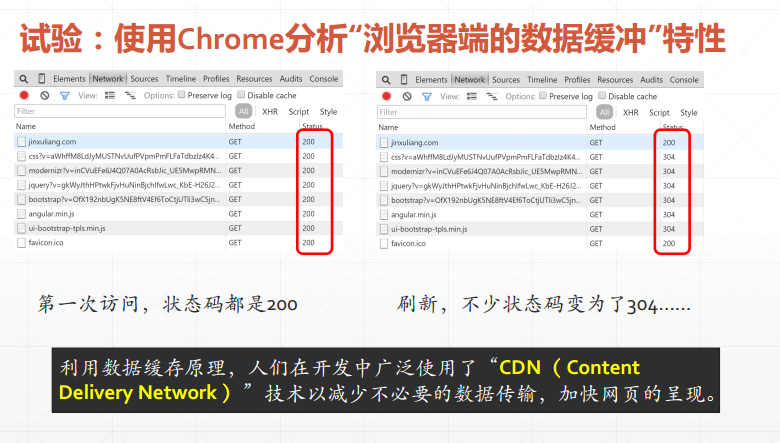 试验：使用Chrome分析“浏览器端的数据缓冲”特性
Elements Network Sources Timeline Profiles Resources Audits Console
View: Options: Preserve log Disable cache
Filter All XHR Script Style
Name Method Status
jinxuliang.com GET 200
css?v=aWhffM8LdJyMUSTNvUufPVpmPmFLFaTdbzlz4K4... GET 200
modernizr?v=inCVuEFe6J4Q07A0AcRsbJic_UE5MwpRMN... GET 200
jquery?v=gkWyJthHPtwkFjvHuNinBjchIfwLwc_KbE-H26J2... GET 200
bootstrap?v=OfX192nbUgK5NE8ftV4Ef6ToCtjUTli3wC5jn... GET 200
angular.min.js GET 200
ui-bootstrap-tpls.min.js GET 200
favicon.ico GET 200
第一次访问，状态码都是200
Elements Network Sources Timeline Profiles Resources Audits Console
View: Options: Preserve log Disable cache
Filter All XHR Script Style
Name Method Status
jinxuliang.com GET 200
css?v=aWhffM8LdJyMUSTNvUufPVpmPmFLFaTdbzlz4K4... GET 304
modernizr?v=inCVuEFe6J4Q07A0AcRsbJic_UE5MwpRMN... GET 304
jquery?v=gkWyJthHPtwkFjvHuNinBjchIfwLwc_KbE-H26J2... GET 304
bootstrap?v=OfX192nbUgK5NE8ftV4Ef6ToCtjUTli3wC5jn... GET 304
angular.min.js GET 304
ui-bootstrap-tpls.min.js GET 304
favicon.ico GET 200
刷新，不少状态码变为了304……
利用数据缓存原理，人们在开发中广泛使用了“CDN（Content
Delivery Network）”技术以减少不必要的数据传输，加快网页的呈现。